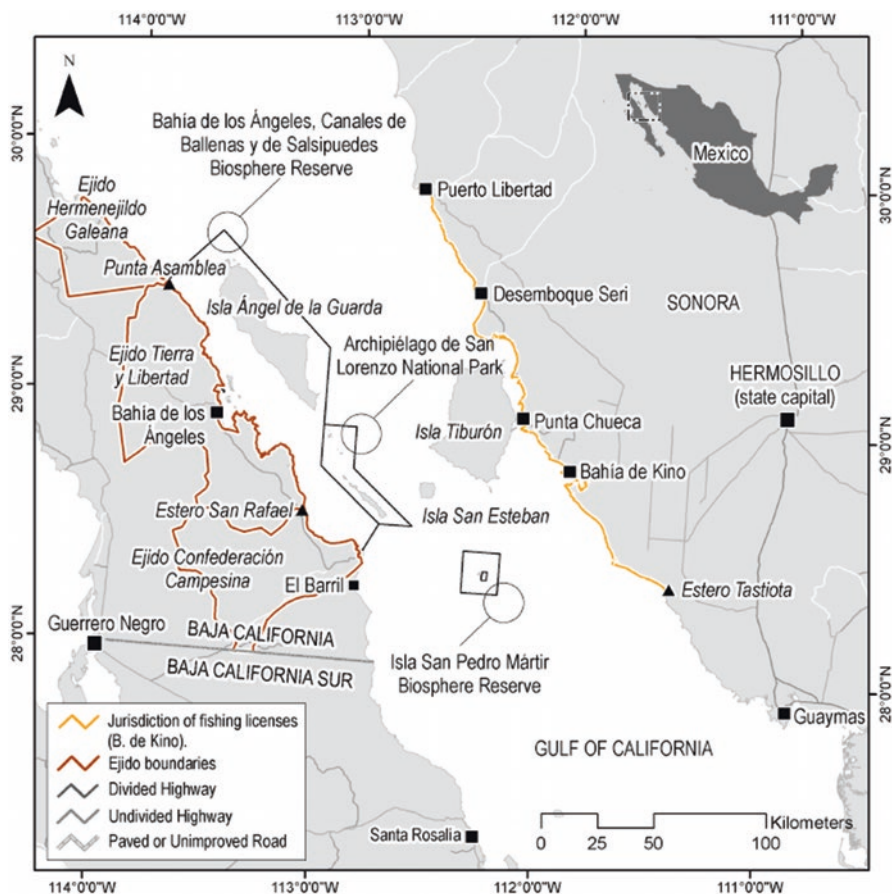 114°0'0"W
113°0'0"W
112°0'0"W
111°0'0"W
N
30°0'0"N
29°0'0"N
28°0'0"N
30°0'0"N
29°0'0"N
28°0'0"N
Bahía de los Ángeles, Canales de
Ballenas y de Salsipuedes
Biosphere Reserve
Mexico
Ejido
Hermenejildo
Galeana
Puerto Libertad
Punta Asamblea
Isla Ángel de la Guarda
Desemboque Seri
SONORA
Archipiélago de San
Lorenzo National Park
Ejido Tierra
y Libertad
HERMOSILLO
(state capital)
Bahía de los
Ángeles
Isla Tiburón
Punta Chueca
Bahía de Kino
Estero San Rafael
Isla San Esteban
Ejido Confederación
Campesina
El Barril
Estero Tastiota
Guerrero Negro
BAJA CALIFORNIA
BAJA CALIFORNIA SUR
Isla San Pedro Mártir
Biosphere Reserve
Guaymas
GULF OF CALIFORNIA
Jurisdiction of fishing licenses
(B. de Kino).
Ejido boundaries
Divided Highway
Undivided Highway
Paved or Unimproved Road
Santa Rosalia
Kilometers
0 25 50 100
114°0'0"W
113°0'0"W
112°0'0"W
111°0'0"W